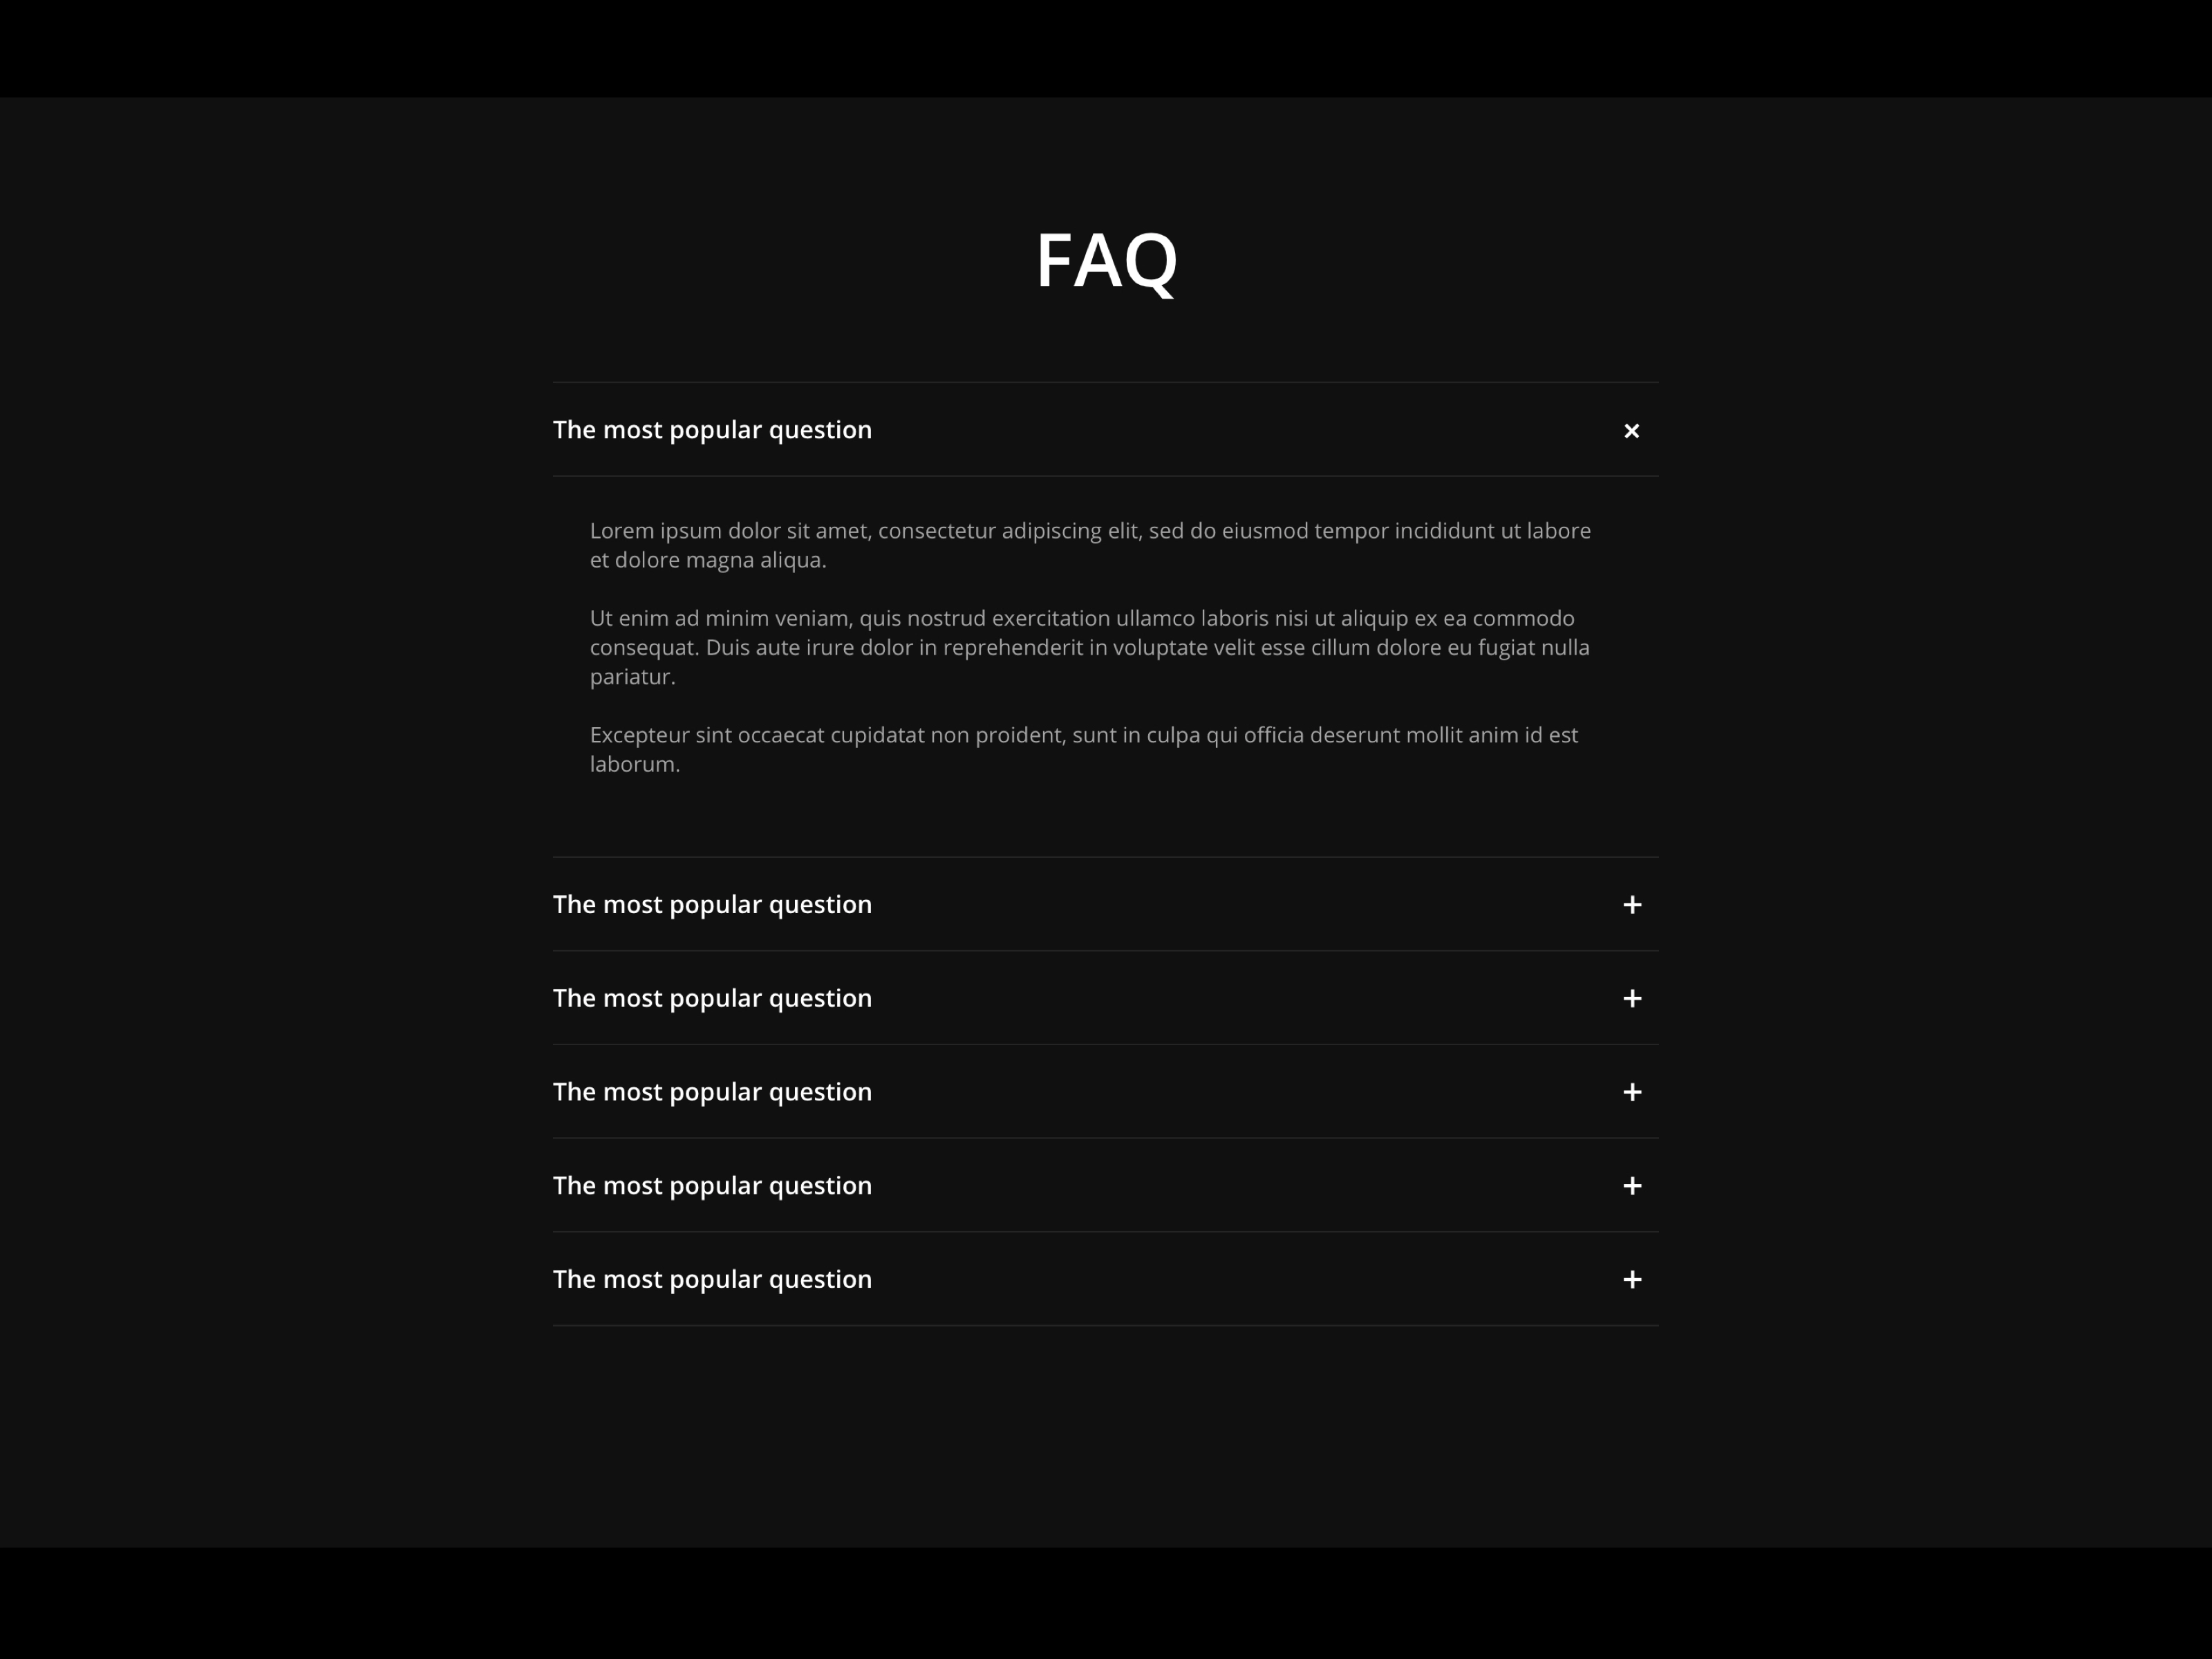 FAQ
The most popular question
Lorem ipsum dolor sit amet, consectetur adipiscing elit, sed do eiusmod tempor incididunt ut labore
et dolore magna aliqua.
Ut enim ad minim veniam, quis nostrud exercitation ullamco laboris nisi ut aliquip ex ea commodo
consequat. Duis aute irure dolor in reprehenderit in voluptate velit esse cillum dolore eu fugiat nulla
pariatur.
Excepteur sint occaecat cupidatat non proident, sunt in culpa qui officia deserunt mollit anim id est
laborum.
The most popular question
The most popular question
The most popular question
The most popular question
The most popular question